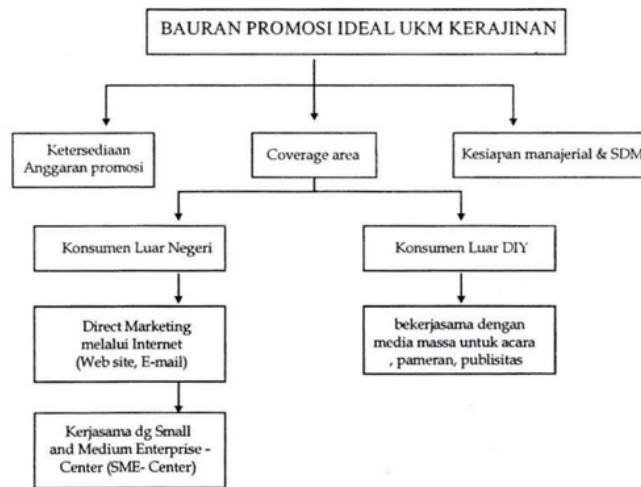 BAURAN PROMOSI IDEAL UKM KERAJINAN
Ketersediaan
Anggaran promosi
Coverage area
Kesiapan manajerial & SDM
Konsumen Luar Negeri
Konsumen Luar DIY
Direct Marketing
melalui Internet
(Web site, E-mail)
bekerjasama dengan
media massa untuk acara
, pameran, publisitas
Kerjasama dg Small
and Medium Enterprise -
Center (SME- Center)